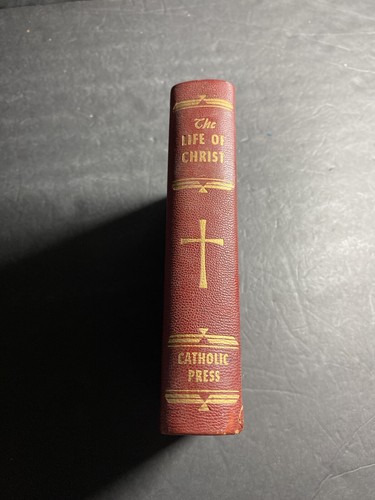 The
LIFE OF
CHRIST
CATHOLIC
PRESS